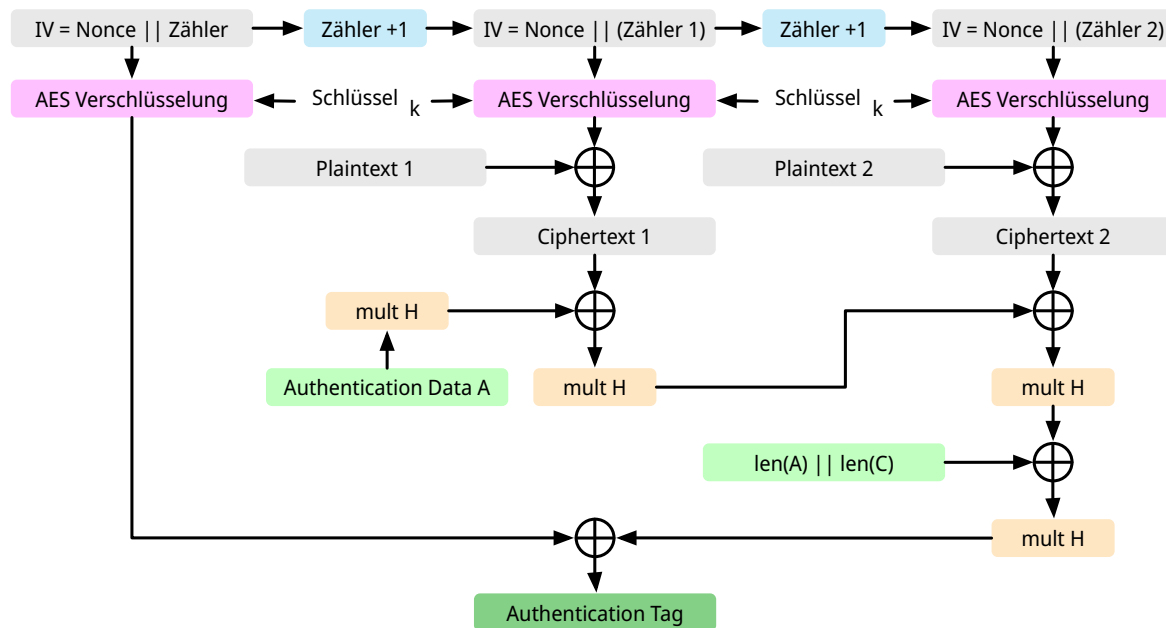 IV = Nonce || Zähler
Zähler +1
IV = Nonce || (Zähler 1)
Zähler +1
IV = Nonce || (Zähler 2)
AES Verschlüsselung
Schlüssel k
AES Verschlüsselung
Schlüssel k
AES Verschlüsselung
Plaintext 1
Plaintext 2
Ciphertext 1
Ciphertext 2
mult H
Authentication Data A
mult H
mult H
len(A) || len(C)
mult H
Authentication Tag